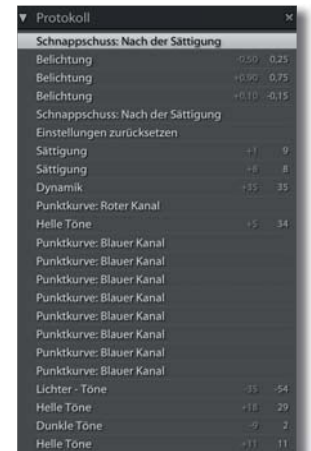 Protokoll ×
Schnappschuss: Nach der Sättigung
Belichtung -0,50 0,25
Belichtung +0,90 0,75
Belichtung +0,10 -0,15
Schnappschuss: Nach der Sättigung
Einstellungen zurücksetzen
Sättigung +1 9
Sättigung +8 8
Dynamik +35 35
Punktkurve: Roter Kanal
Helle Töne +5 34
Punktkurve: Blauer Kanal
Punktkurve: Blauer Kanal
Punktkurve: Blauer Kanal
Punktkurve: Blauer Kanal
Punktkurve: Blauer Kanal
Punktkurve: Blauer Kanal
Punktkurve: Blauer Kanal
Punktkurve: Blauer Kanal
Lichter - Töne -35 -54
Helle Töne +18 29
Dunkle Töne -9 2
Helle Töne +11 11